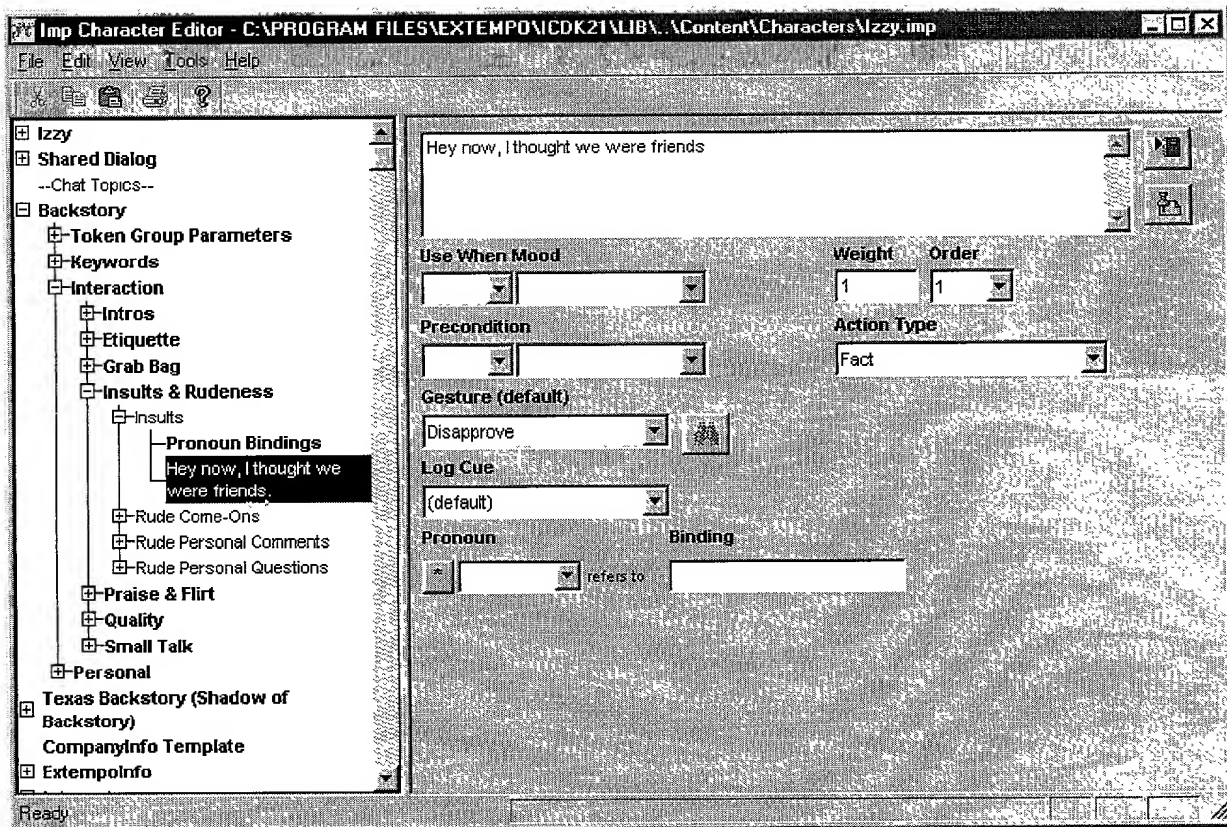 Imp Character Editor - C:\PROGRAM FILES\EXTEMPO\ICDK21\LIB\..\Content\Characters\Izzy.imp
File Edit View Tools Help
Izzy
Shared Dialog
--Chat Topics--
Backstory
Token Group Parameters
Keywords
Interaction
Intros
Etiquette
Grab Bag
Insults & Rudeness
Insults
Pronoun Bindings
Hey now, I thought we
were friends.
Rude Come-Ons
Rude Personal Comments
Rude Personal Questions
Praise & Flirt
Quality
Small Talk
Personal
Texas Backstory (Shadow of
Backstory)
CompanyInfo Template
ExtempoInfo
Hey now, I thought we were friends
Use When Mood
Weight Order
1 1
Precondition
Action Type
Fact
Gesture (default)
Disapprove
Log Cue
(default)
Pronoun Binding
* refers to
Ready